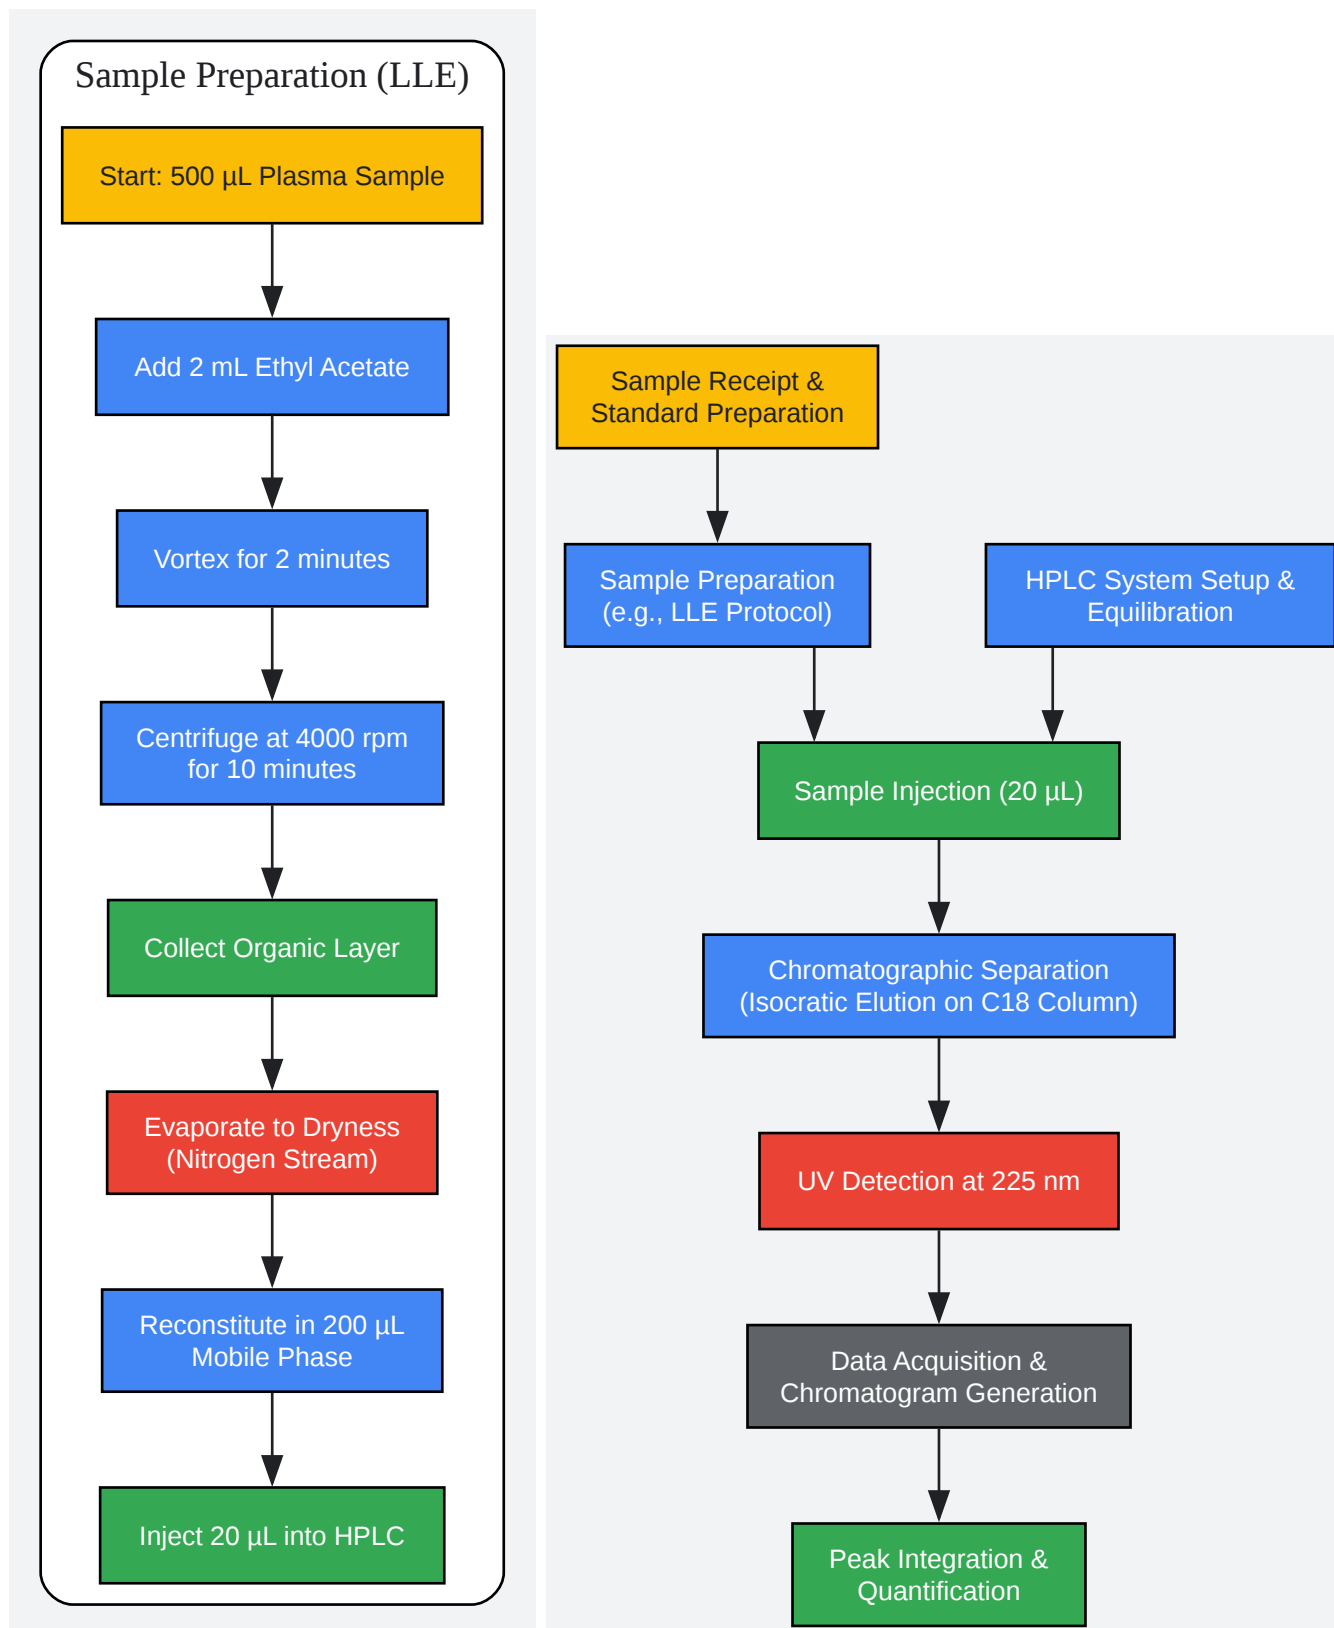 Sample Preparation (LLE)
Start: 500 µL Plasma Sample
Add 2 mL Ethyl Acetate
Vortex for 2 minutes
Centrifuge at 4000 rpm
for 10 minutes
Collect Organic Layer
Evaporate to Dryness
(Nitrogen Stream)
Reconstitute in 200 µL
Mobile Phase
Inject 20 µL into HPLC
Sample Receipt &
Standard Preparation
Sample Preparation
(e.g., LLE Protocol)
HPLC System Setup &
Equilibration
Sample Injection (20 µL)
Chromatographic Separation
(Isocratic Elution on C18 Column)
UV Detection at 225 nm
Data Acquisition &
Chromatogram Generation
Peak Integration &
Quantification